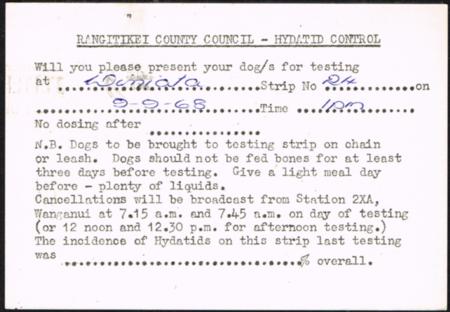 RANGITIKEI COUNTY COUNCIL - HYDATID CONTROL
Will you please present your dog/s for testing
at ..............................Strip No 24 on
9-9-68 Time 1pm
No dosing after ..................
N.B. Dogs to be brought to testing strip on chain
or leash. Dogs should not be fed bones for at least
three days before testing. Give a light meal day
before - plenty of liquids.
Cancellations will be broadcast from Station 2XA,
Wanganui at 7.15 a.m. and 7.45 a.m. on day of testing
(or 12 noon and 12.30 p.m. for afternoon testing.)
The incidence of Hydatids on this strip last testing
was ......................................% overall.